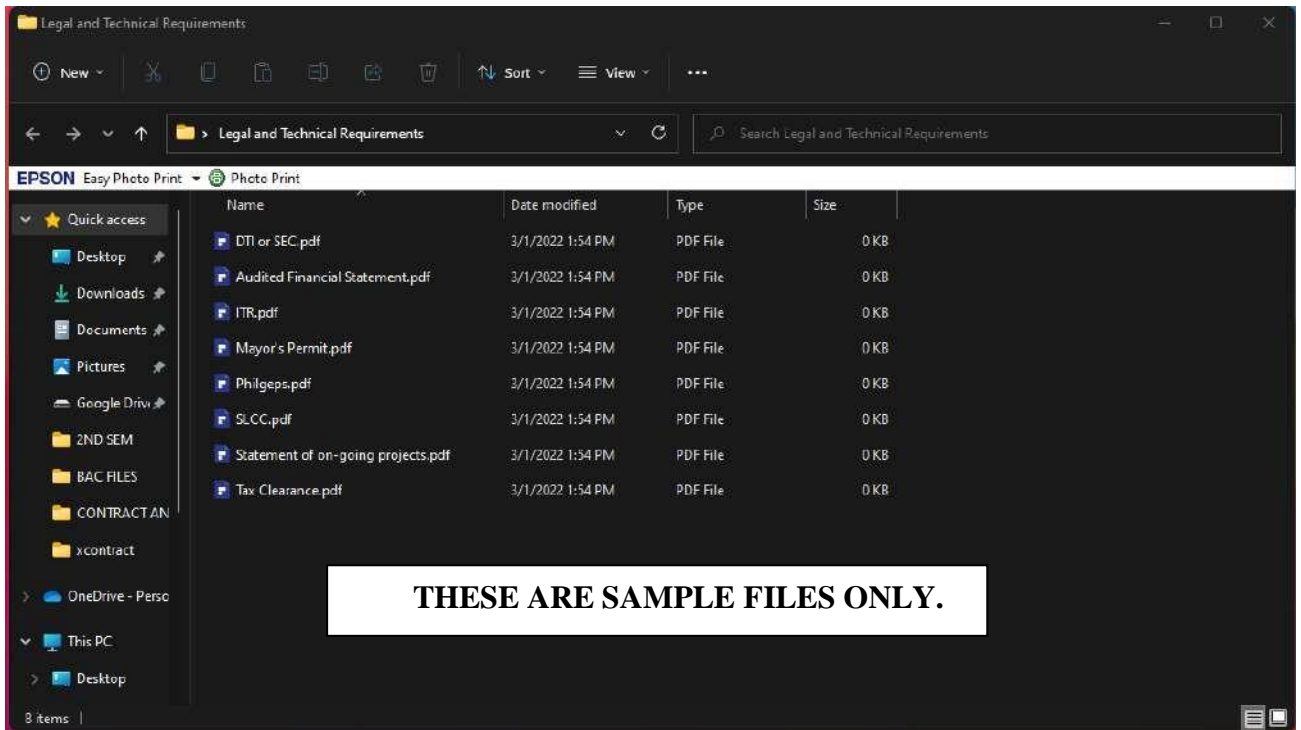 Legal and Technical Requirements
New Sort View
Legal and Technical Requirements Search Legal and Technical Requirements
EPSON Easy Photo Print Photo Print
Name Date modified Type Size
Quick access
Desktop
Downloads
Documents
Pictures
Google Driv
2ND SEM
BAC FILES
CONTRACT AN
xcontract
OneDrive - Perso
This PC
Desktop
DTI or SEC.pdf 3/1/2022 1:54 PM PDF File 0 KB
Audited Financial Statement.pdf 3/1/2022 1:54 PM PDF File 0 KB
ITR.pdf 3/1/2022 1:54 PM PDF File 0 KB
Mayor's Permit.pdf 3/1/2022 1:54 PM PDF File 0 KB
Philgeps.pdf 3/1/2022 1:54 PM PDF File 0 KB
SLCC.pdf 3/1/2022 1:54 PM PDF File 0 KB
Statement of on-going projects.pdf 3/1/2022 1:54 PM PDF File 0 KB
Tax Clearance.pdf 3/1/2022 1:54 PM PDF File 0 KB
THESE ARE SAMPLE FILES ONLY.
8 items